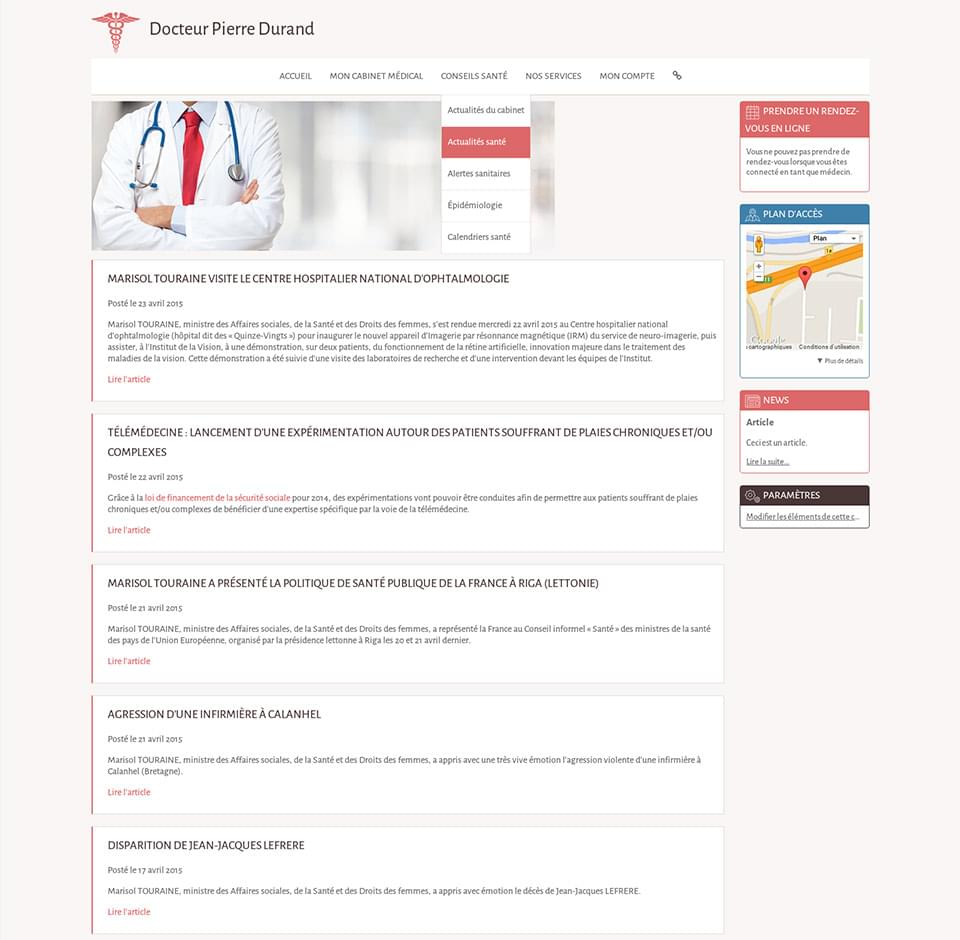 Docteur Pierre Durand
ACCUEIL MON CABINET MÉDICAL CONSEILS SANTÉ NOS SERVICES MON COMPTE
Actualités du cabinet
Actualités santé
Alertes sanitaires
Épidémiologie
Calendriers santé
MARISOL TOURAINE VISITE LE CENTRE HOSPITALIER NATIONAL D'OPHTALMOLOGIE
Posté le 23 avril 2015
Marisol TOURAINE, ministre des Affaires sociales, de la Santé et des Droits des femmes, s'est rendue mercredi 22 avril 2015 au Centre hospitalier national
d'ophtalmologie (hôpital dit des « Quinze-Vingts ») pour inaugurer le nouvel appareil d'Imagerie par résonnance magnétique (IRM) du service de neuro-imagerie, puis
assister, à l'Institut de la Vision, à une démonstration, sur deux patients, du fonctionnement de la rétine artificielle, innovation majeure dans le traitement des
maladies de la vision. Cette démonstration a été suivie d'une visite des laboratoires de recherche et d'une intervention devant les équipes de l'Institut.
Lire l'article
TÉLÉMÉDECINE : LANCEMENT D'UNE EXPÉRIMENTATION AUTOUR DES PATIENTS SOUFFRANT DE PLAIES CHRONIQUES ET/OU
COMPLEXES
Posté le 22 avril 2015
Grâce à la loi de financement de la sécurité sociale pour 2014, des expérimentations vont pouvoir être conduites afin de permettre aux patients souffrant de plaies
chroniques et/ou complexes de bénéficier d'une expertise spécifique par la voie de la télémédecine.
Lire l'article
MARISOL TOURAINE A PRÉSENTÉ LA POLITIQUE DE SANTÉ PUBLIQUE DE LA FRANCE À RIGA (LETTONIE)
Posté le 21 avril 2015
Marisol TOURAINE, ministre des Affaires sociales, de la Santé et des Droits des femmes, a représenté la France au Conseil informel « Santé » des ministres de la santé
des pays de l'Union Européenne, organisé par la présidence lettonne à Riga les 20 et 21 avril dernier.
Lire l'article
AGRESSION D'UNE INFIRMIÈRE À CALANHEL
Posté le 21 avril 2015
Marisol TOURAINE, ministre des Affaires sociales, de la Santé et des Droits des femmes, a appris avec une très vive émotion l'agression violente d'une infirmière à
Calanhel (Bretagne).
Lire l'article
DISPARITION DE JEAN-JACQUES LEFRERE
Posté le 17 avril 2015
Marisol TOURAINE, ministre des Affaires sociales, de la Santé et des Droits des femmes, a appris avec émotion le décès de Jean-Jacques LEFRERE.
Lire l'article
PRENDRE UN RENDEZ-
VOUS EN LIGNE
Vous ne pouvez pas prendre de
rendez-vous lorsque vous êtes
connecté en tant que médecin.
PLAN D'ACCÈS
Plan
Google
cartographiques Conditions d'utilisation
▼ Plus de détails
NEWS
Article
Ceci est un article.
Lire la suite...
PARAMÈTRES
Modifier les éléments de cette c...